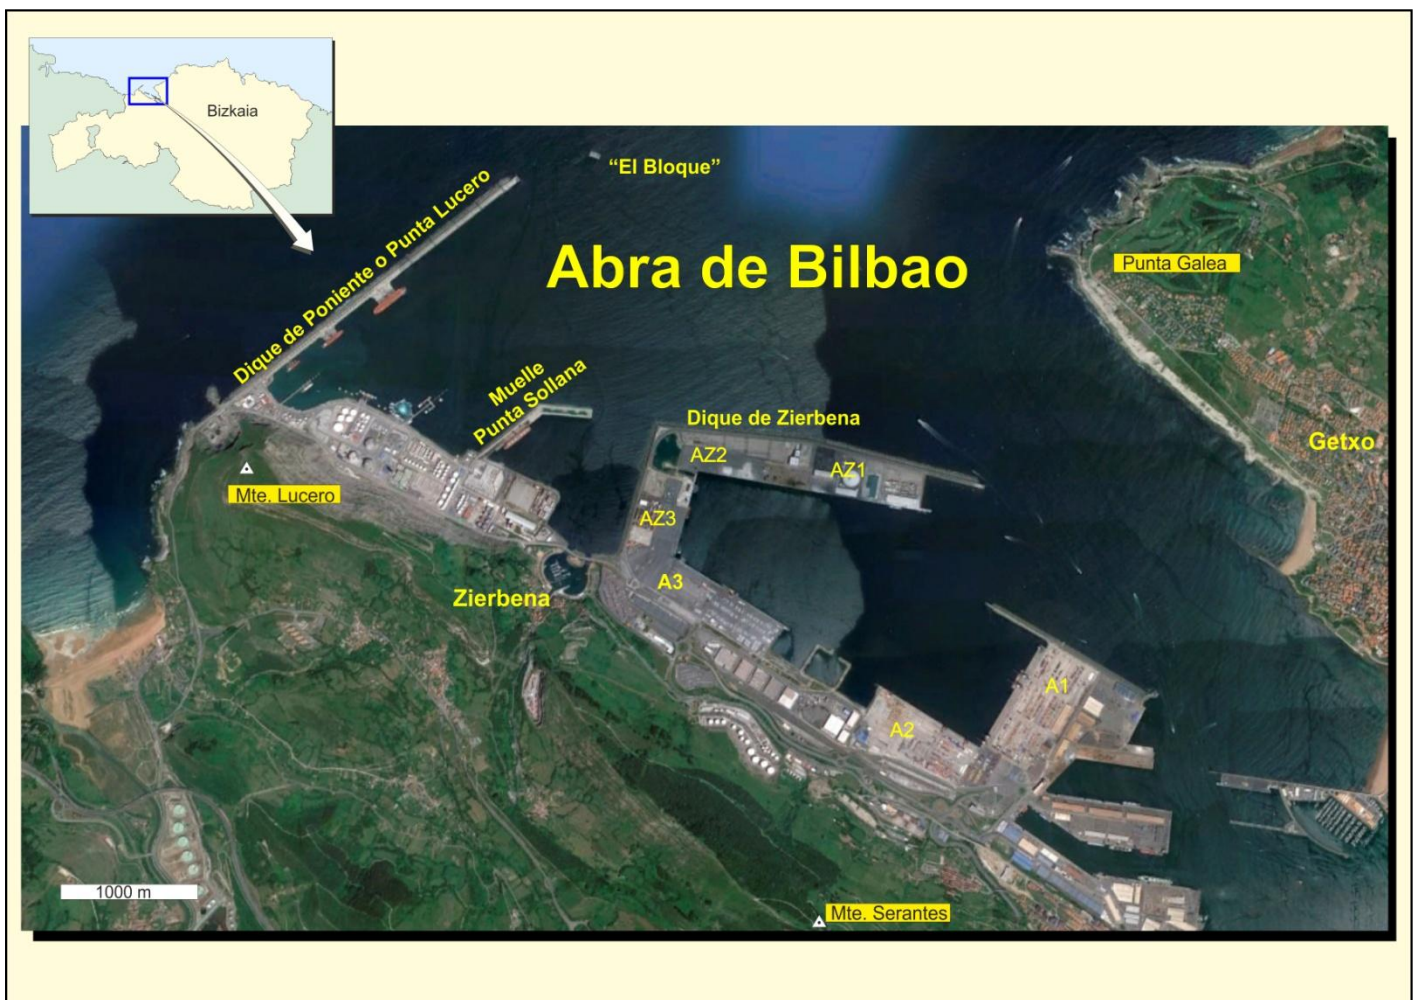 Bizkaia
"El Bloque"
Dique de Poniente o Punta Lucero
Abra de Bilbao
Punta Galea
Muelle
Punta Sollana
Dique de Zierbena
Getxo
AZ2
AZ1
Mte. Lucero
AZ3
A3
Zierbena
A1
A2
1000 m
Mte. Serantes